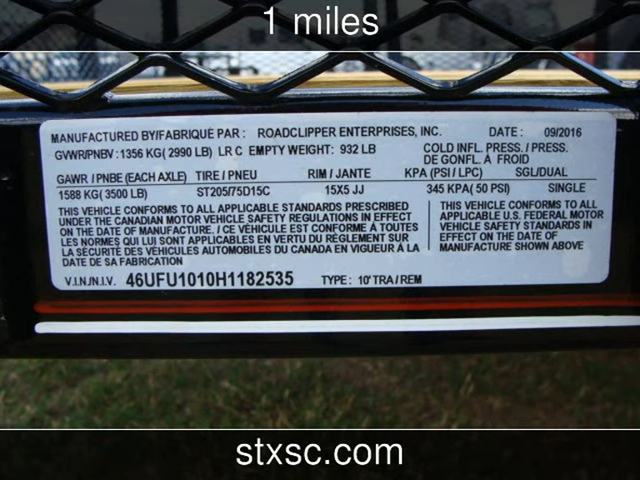 1 miles
MANUFACTURED BY/FABRIQUÉ PAR : ROADCLIPPER ENTERPRISES, INC. DATE : 09/2016
GVWR/PNBV : 1356 KG( 2990 LB) LR C EMPTY WEIGHT: 932 LB COLD INFL. PRESS. / PRESS. DE GONFL. À FROID
GAWR / PNBE (EACH AXLE) TIRE / PNEU RIM / JANTE KPA (PSI / LPC) SGL/DUAL
1588 KG( 3500 LB) ST205/75D15C 15X5 JJ 345 KPA( 50 PSI) SINGLE
THIS VEHICLE CONFORMS TO ALL APPLICABLE STANDARDS PRESCRIBED
UNDER THE CANADIAN MOTOR VEHICLE SAFETY REGULATIONS IN EFFECT
ON THE DATE OF MANUFACTURE. / CE VÉHICULE EST CONFORME À TOUTES
LES NORMES QUI LUI SONT APPLICABLES EN VERTU DU RÈGLEMENT SUR
LA SÉCURITÉ DES VÉHICULES AUTOMOBILES DU CANADA EN VIGUEUR À LA
DATE DE SA FABRICATION
THIS VEHICLE CONFORMS TO ALL
APPLICABLE U.S. FEDERAL MOTOR
VEHICLE SAFETY STANDARDS IN
EFFECT ON THE DATE OF
MANUFACTURE SHOWN ABOVE
V.I.N./N.I.V. 46UFU1010H1182535 TYPE: 10' TRA / REM
stxsc.com